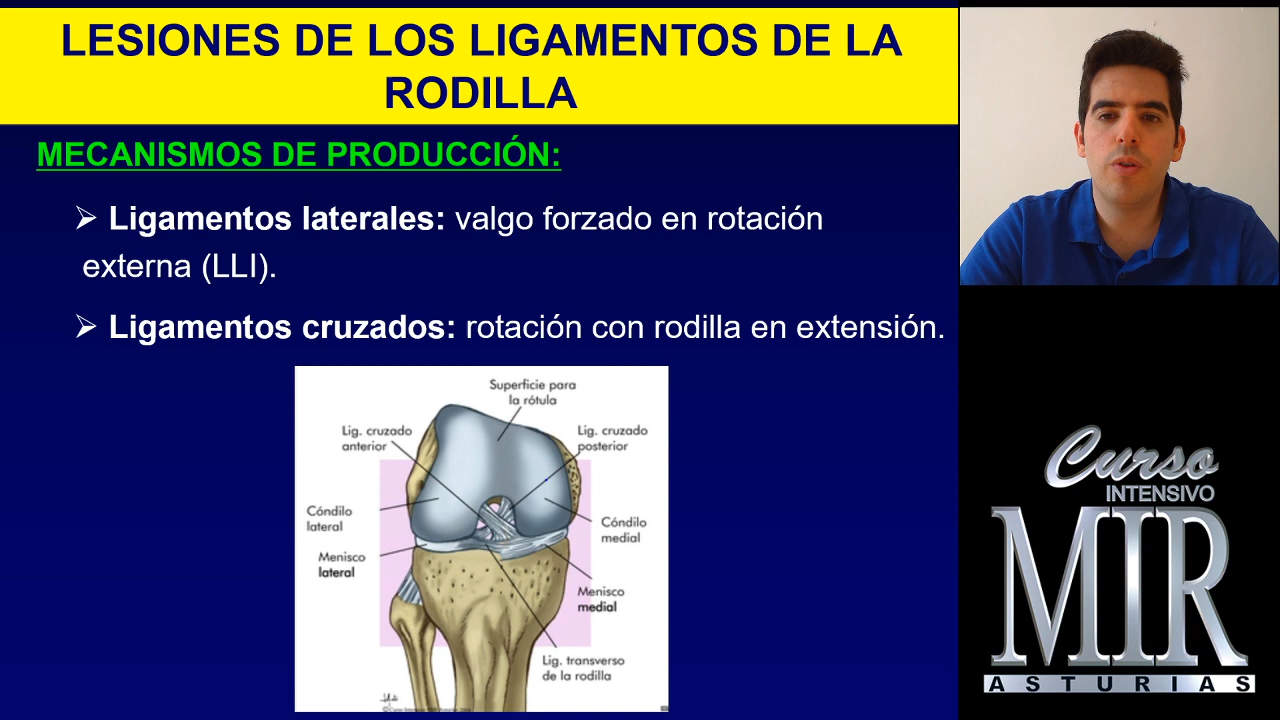 LESIONES DE LOS LIGAMENTOS DE LA
RODILLA
MECANISMOS DE PRODUCCIÓN:
➢ Ligamentos laterales: valgo forzado en rotación
externa (LLI).
➢ Ligamentos cruzados: rotación con rodilla en extensión.
Superficie para
la rótula
Lig. cruzado
anterior
Lig. cruzado
posterior
Cóndilo
lateral
Cóndilo
medial
Menisco
lateral
Menisco
medial
Lig. transverso
de la rodilla
Curso
INTENSIVO
MIR
ASTURIAS